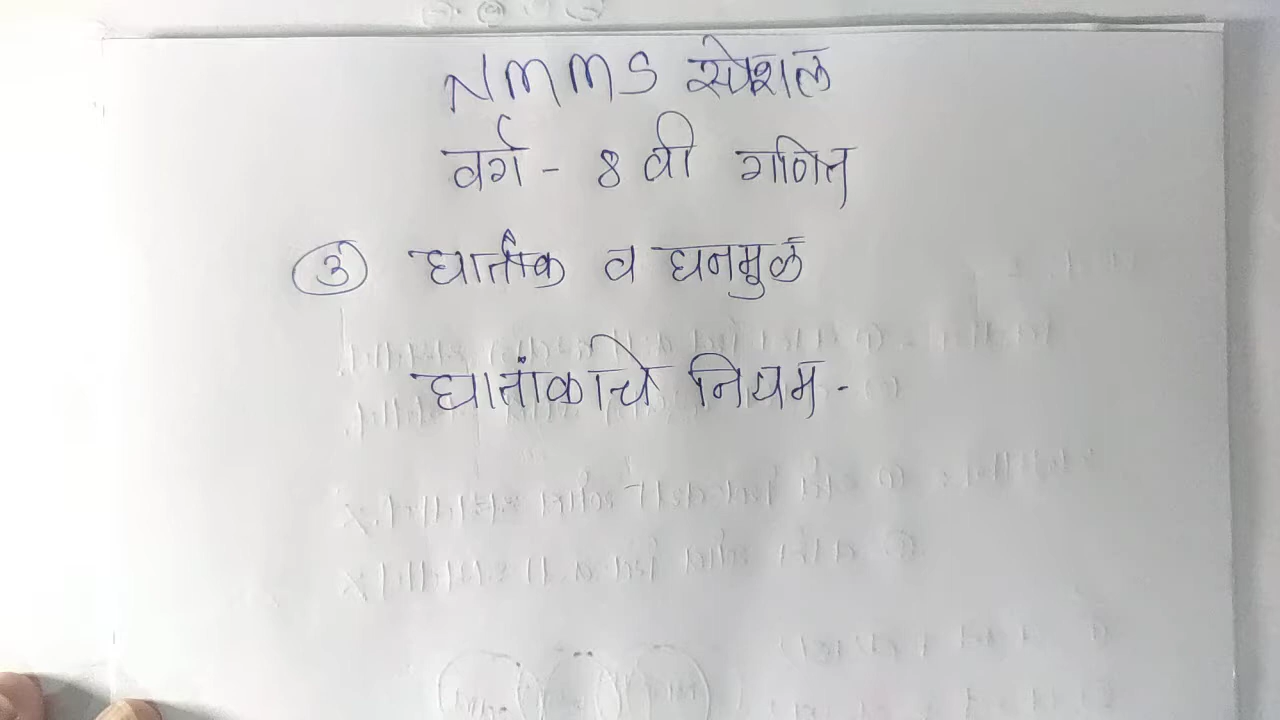 NMMS स्पेशल
वर्ग - 8 वी गणित
3 घातांक व घनमुळ
घातांकाचे नियम -